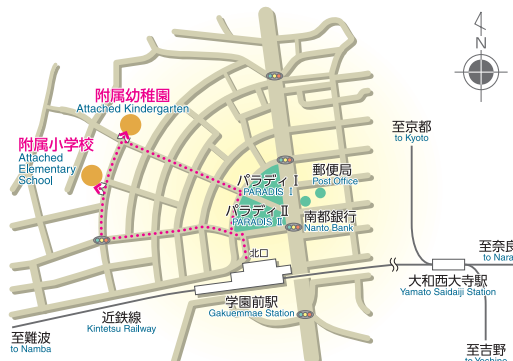 附属幼稚園
Attached Kindergarten
附属小学校
Attached
Elementary
School
N
至京都
to Kyoto
パラディⅠ
PARADIS Ⅰ
郵便局
Post Office
パラディⅡ
PARADIS Ⅱ
南都銀行
Nanto Bank
北口
至奈良
to Nara
大和西大寺駅
Yamato Saidaiji Station
学園前駅
Gakuemmae Station
近鉄線
Kintetsu Railway
至難波
to Namba
至吉野
to Yoshino